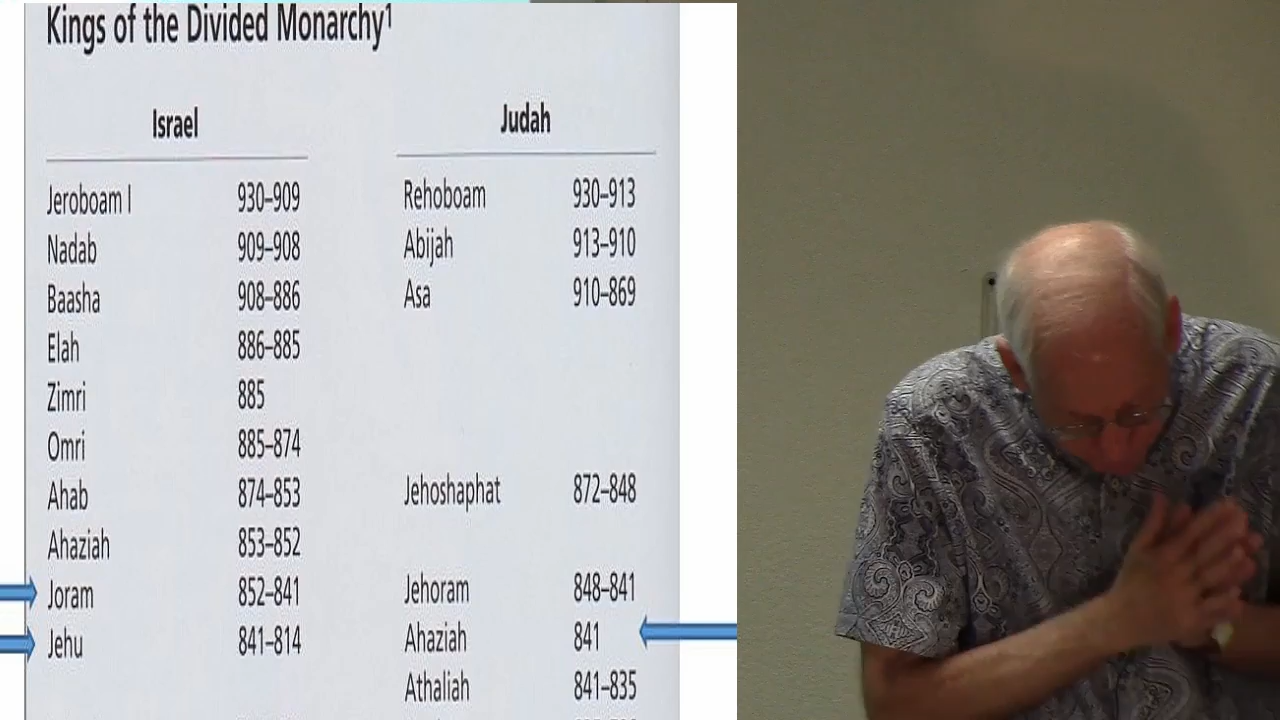 Kings of the Divided Monarchy¹
Israel Judah
Jeroboam I 930–909 Rehoboam 930–913
Nadab 909–908 Abijah 913–910
Baasha 908–886 Asa 910–869
Elah 886–885
Zimri 885
Omri 885–874
Ahab 874–853 Jehoshaphat 872–848
Ahaziah 853–852
Joram 852–841 Jehoram 848–841
Jehu 841–814 Ahaziah 841
Athaliah 841–835